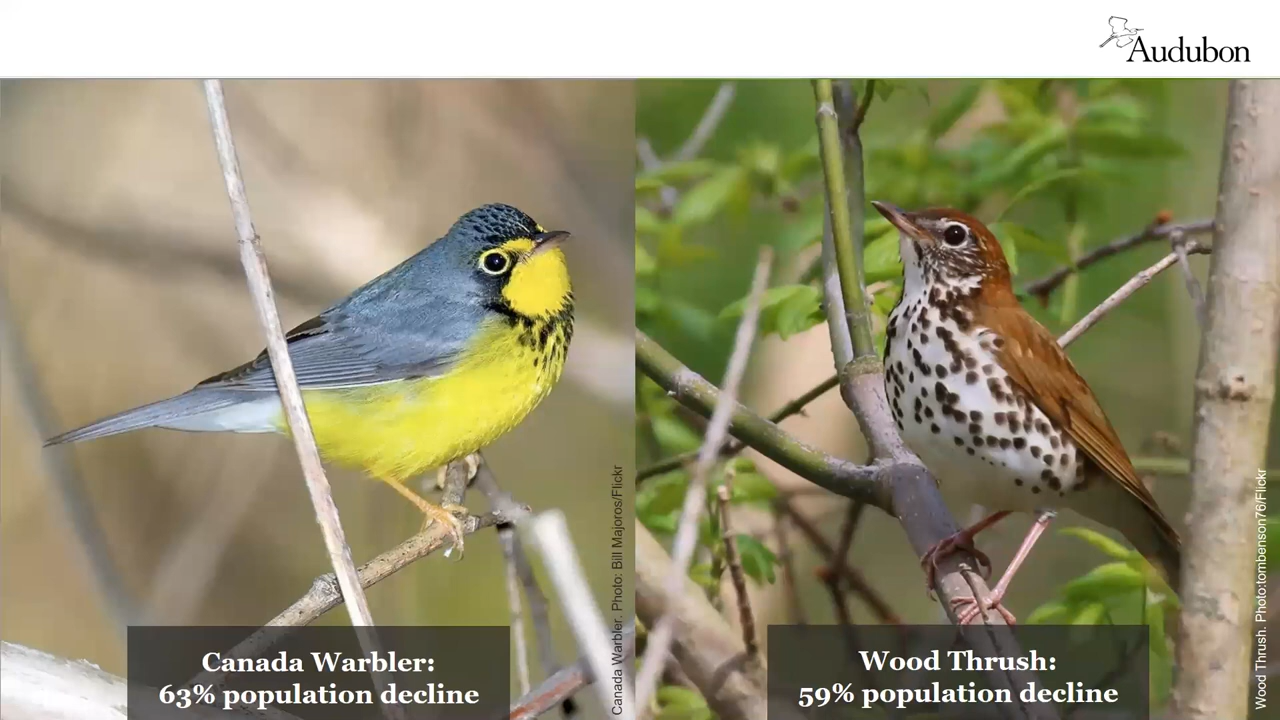 Audubon
Canada Warbler. Photo: Bill Majoros/Flickr
Canada Warbler:
63% population decline
Wood Thrush. Photo:tombenson76/Flickr
Wood Thrush:
59% population decline